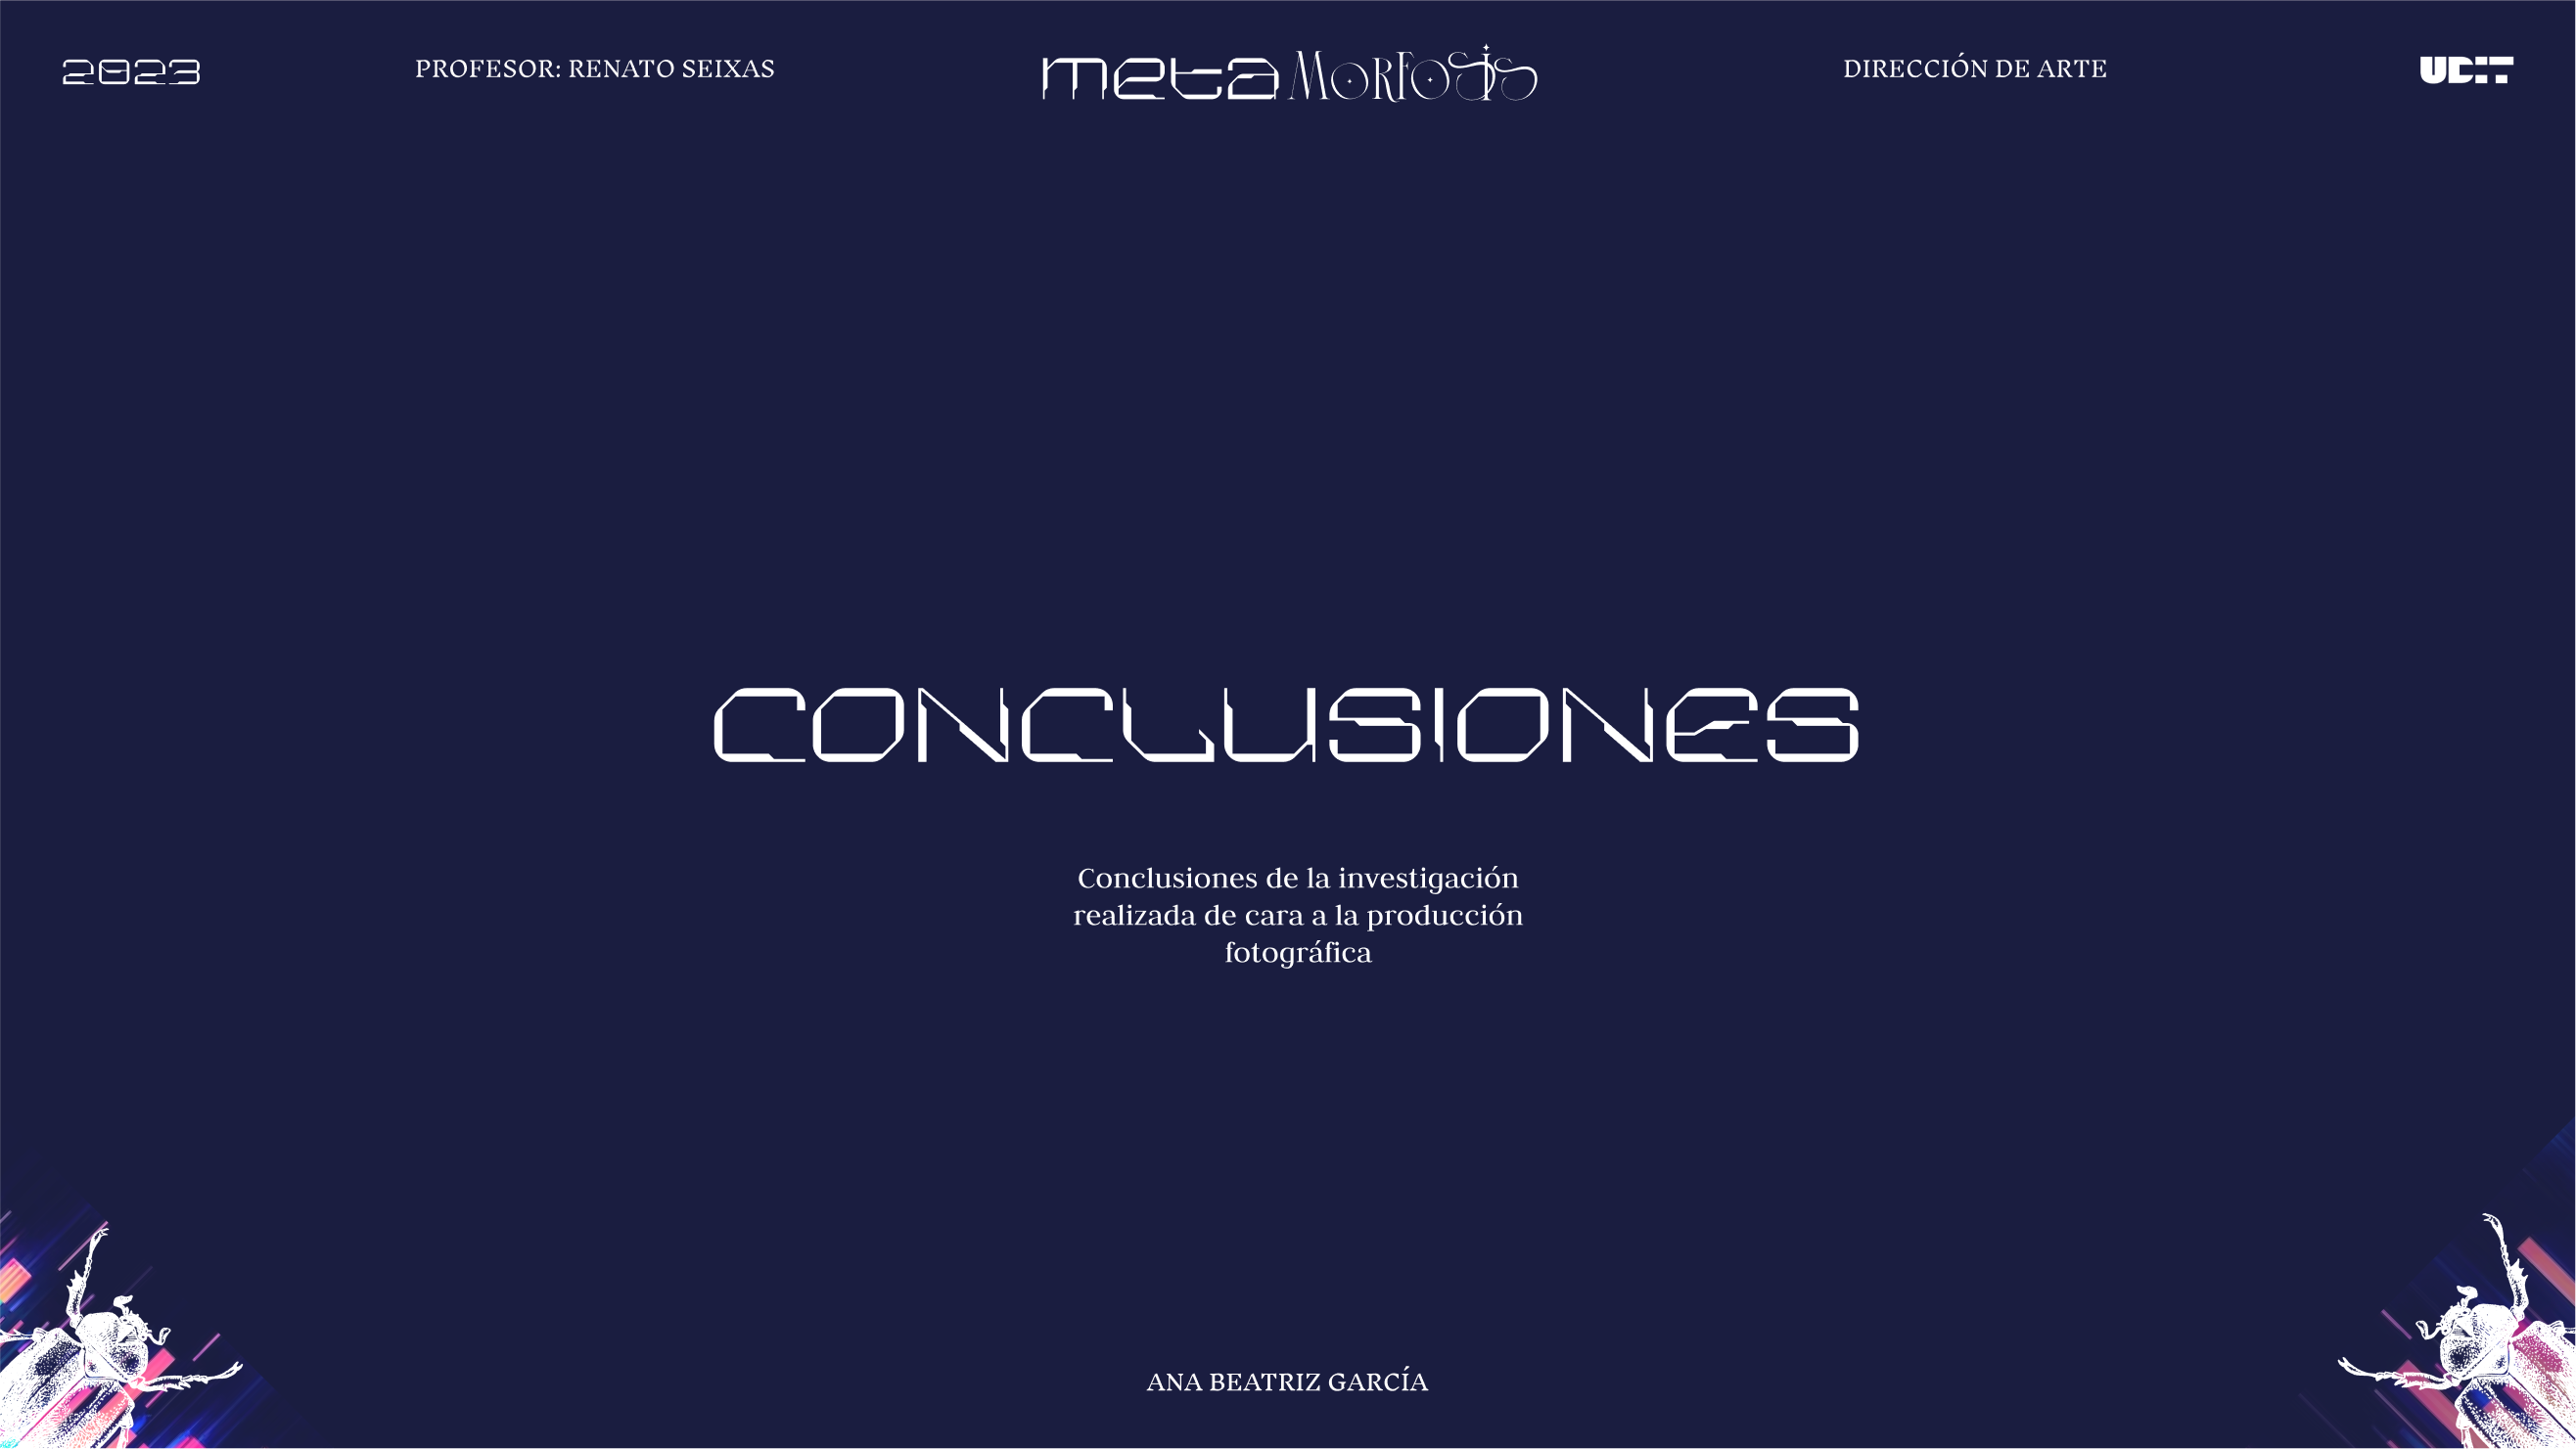 2023
PROFESOR: RENATO SEIXAS
metaMoRFOSiS
DIRECCIÓN DE ARTE
UDIT
CONCLUSIONES
Conclusiones de la investigación
realizada de cara a la producción
fotográfica
ANA BEATRIZ GARCÍA